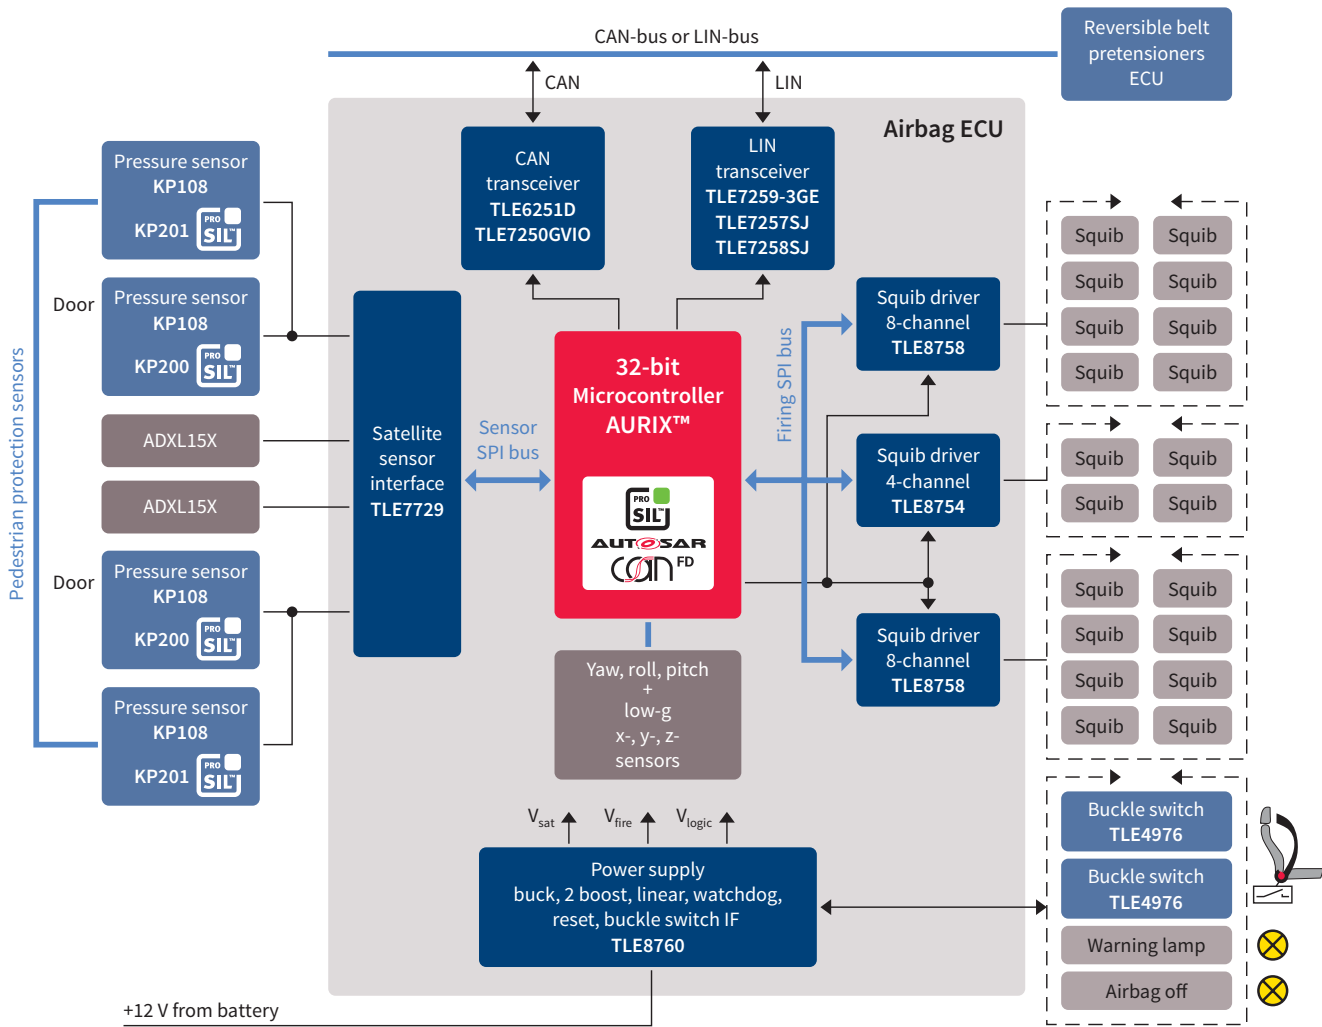 CAN-bus or LIN-bus
Reversible belt
pretensioners
ECU
CAN
LIN
Airbag ECU
CAN
transceiver
TLE6251D
TLE7250GVIO
LIN
transceiver
TLE7259-3GE
TLE7257SJ
TLE7258SJ
Pedestrian protection sensors
Pressure sensor
KP108
KP201
PRO
SIL™
Door
Pressure sensor
KP108
KP200
PRO
SIL™
ADXL15X
ADXL15X
Door
Pressure sensor
KP108
KP200
PRO
SIL™
Pressure sensor
KP108
KP201
PRO
SIL™
Satellite
sensor
interface
TLE7729
Sensor
SPI bus
32-bit
Microcontroller
AURIX™
PRO
SIL™
AUTOSAR
CAN FD
Firing SPI bus
Squib driver
8-channel
TLE8758
Squib driver
4-channel
TLE8754
Squib driver
8-channel
TLE8758
Squib Squib
Squib Squib
Squib Squib
Squib Squib
Squib Squib
Squib Squib
Squib Squib
Squib Squib
Squib Squib
Squib Squib
Yaw, roll, pitch
+
low-g
x-, y-, z-
sensors
Vsat Vfire Vlogic
Power supply
buck, 2 boost, linear, watchdog,
reset, buckle switch IF
TLE8760
Buckle switch
TLE4976
Buckle switch
TLE4976
Warning lamp
Airbag off
+12 V from battery